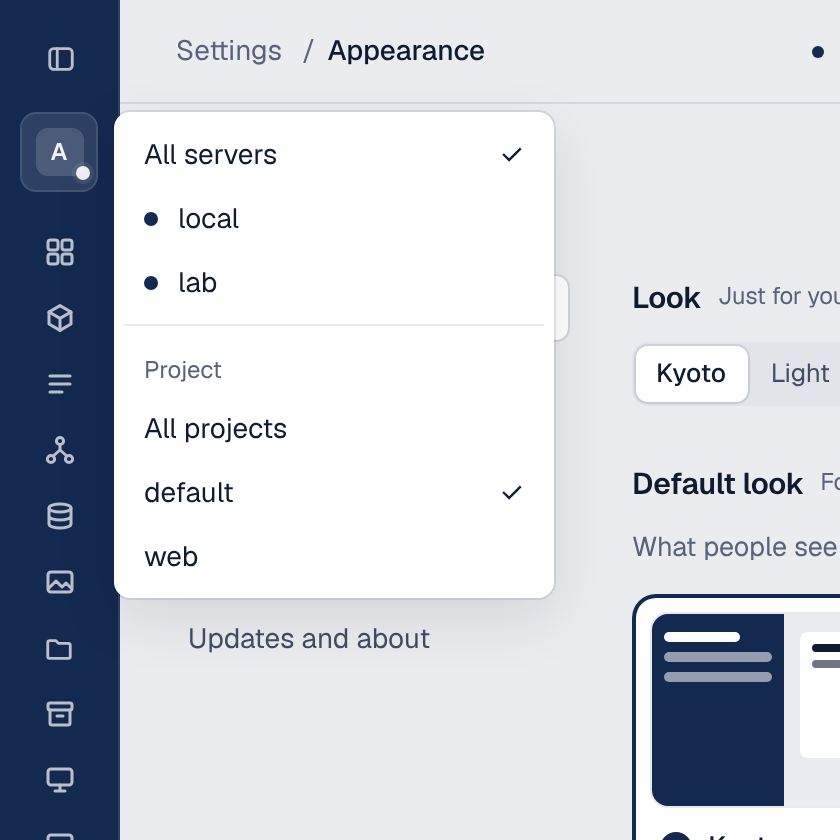 Settings / Appearance
A
All servers
local
lab
Project
All projects
default
web
Updates and about
Look Just for you
Kyoto Light
Default look
What people see